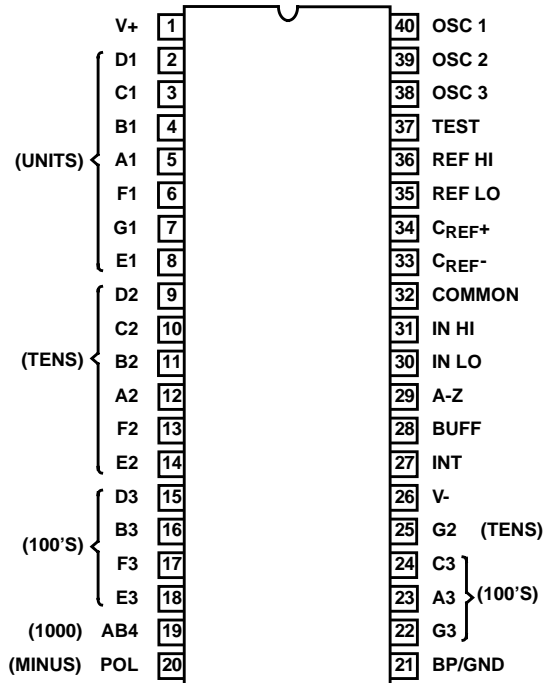 V+ 1 40 OSC 1
D1 2 39 OSC 2
C1 3 38 OSC 3
B1 4 37 TEST
(UNITS) A1 5 36 REF HI
F1 6 35 REF LO
G1 7 34 CREF+
E1 8 33 CREF-
D2 9 32 COMMON
C2 10 31 IN HI
(TENS) B2 11 30 IN LO
A2 12 29 A-Z
F2 13 28 BUFF
E2 14 27 INT
D3 15 26 V-
(100'S) B3 16 25 G2 (TENS)
F3 17 24 C3
E3 18 23 A3 (100'S)
(1000) AB4 19 22 G3
(MINUS) POL 20 21 BP/GND